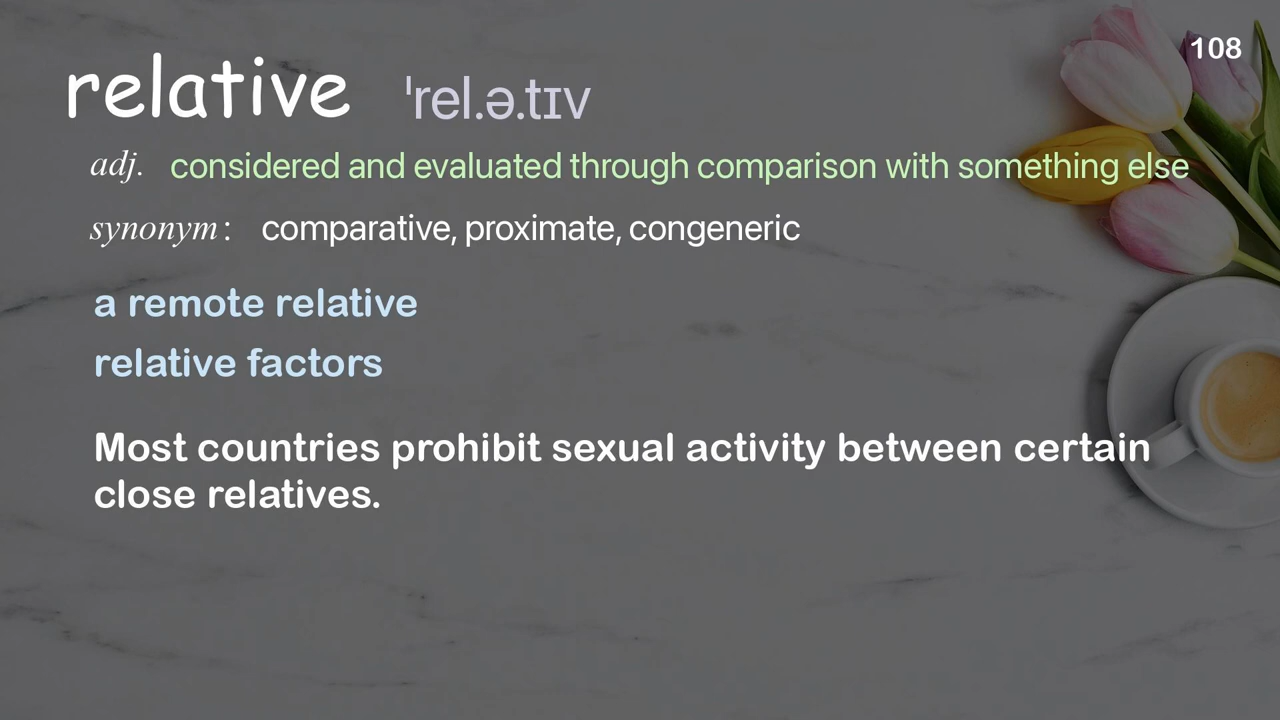 108
relative ˈrel.ə.tɪv
adj. considered and evaluated through comparison with something else
synonym: comparative, proximate, congeneric
a remote relative
relative factors
Most countries prohibit sexual activity between certain
close relatives.